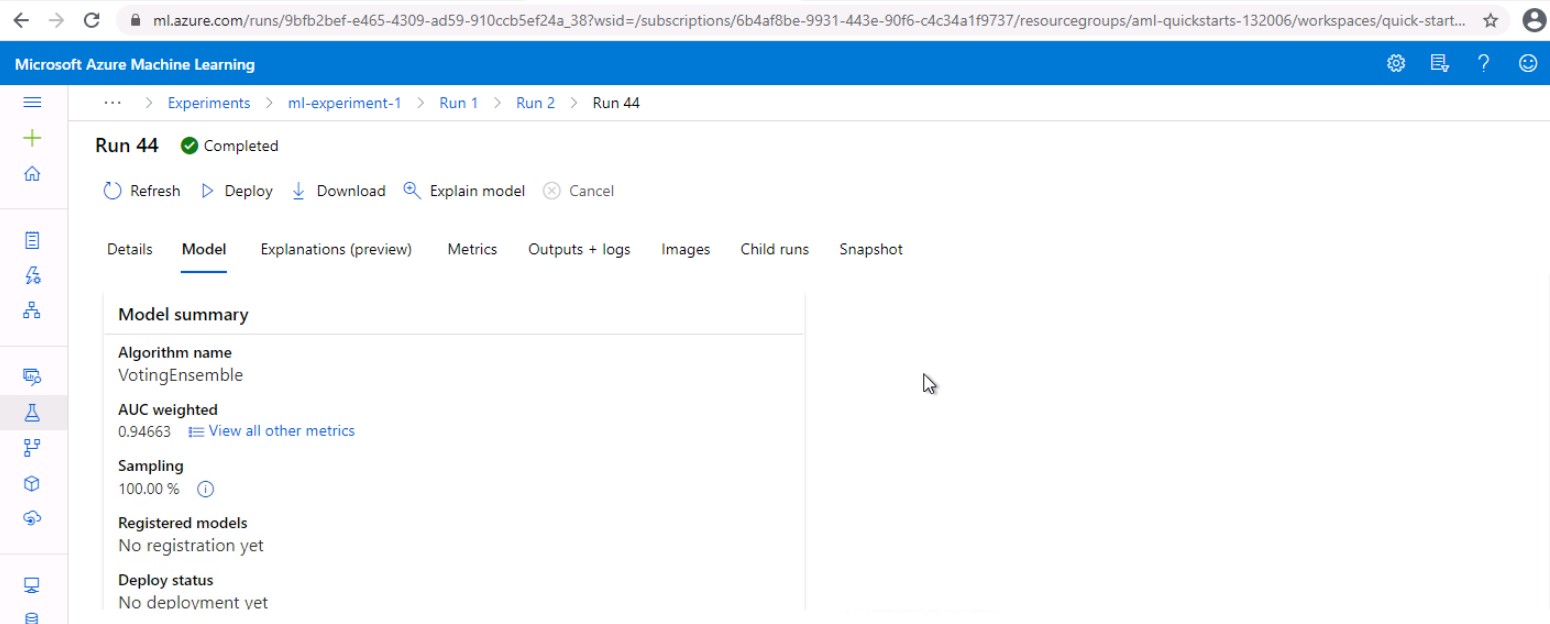 ml.azure.com/runs/9bfb2bef-e465-4309-ad59-910ccb5ef24a_38?wsid=/subscriptions/6b4af8be-9931-443e-90f6-c4c34a1f9737/resourcegroups/aml-quickstarts-132006/workspaces/quick-start...
Microsoft Azure Machine Learning
... > Experiments > ml-experiment-1 > Run 1 > Run 2 > Run 44
Run 44 Completed
Refresh Deploy Download Explain model Cancel
Details Model Explanations (preview) Metrics Outputs + logs Images Child runs Snapshot
Model summary
Algorithm name
VotingEnsemble
AUC weighted
0.94663 View all other metrics
Sampling
100.00 %
Registered models
No registration yet
Deploy status
No deployment yet